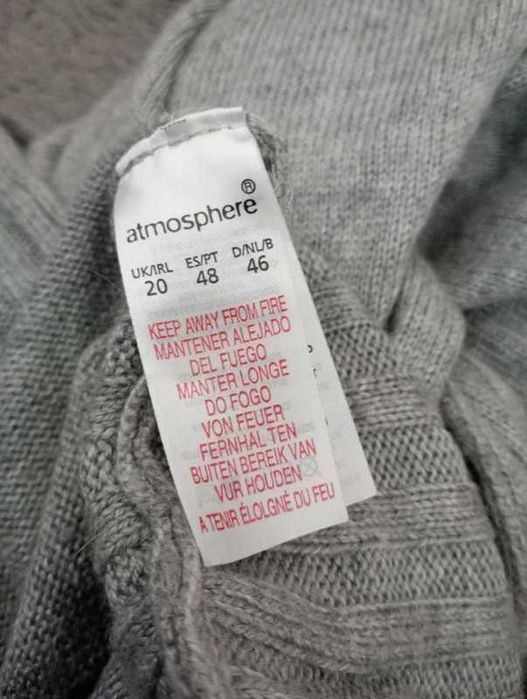 atmosphere®
UK/IRL ES/PT D/NL/B
20 48 46
KEEP AWAY FROM FIRE
MANTENER ALEJADO
DEL FUEGO
MANTER LONGE
DO FOGO
VON FEUER
FERNHAL TEN
BUITEN BEREIK VAN
VUR HOUDEN
A TENIR ÉLOLGNÉ DU FEU